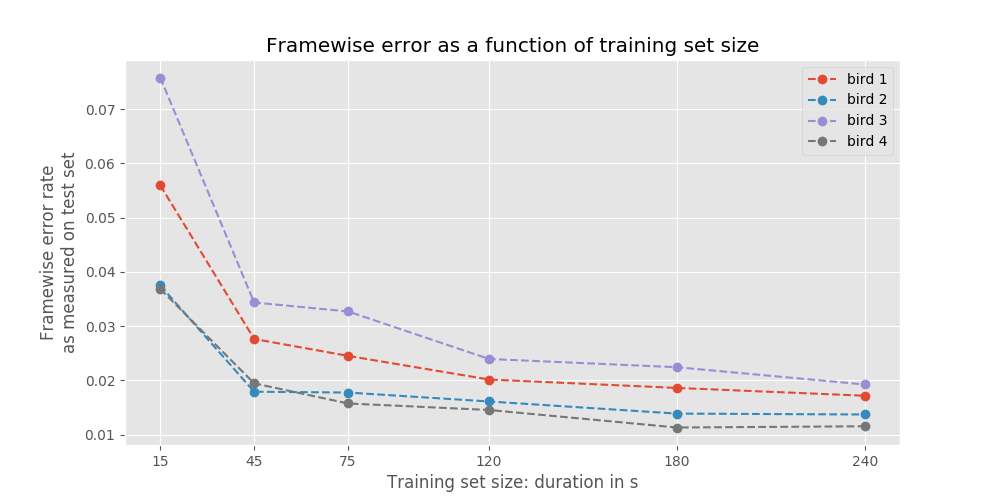 Framewise error as a function of training set size
bird 1
bird 2
bird 3
bird 4
Framewise error rate
as measured on test set
0.07
0.06
0.05
0.04
0.03
0.02
0.01
15 45 75 120 180 240
Training set size: duration in s